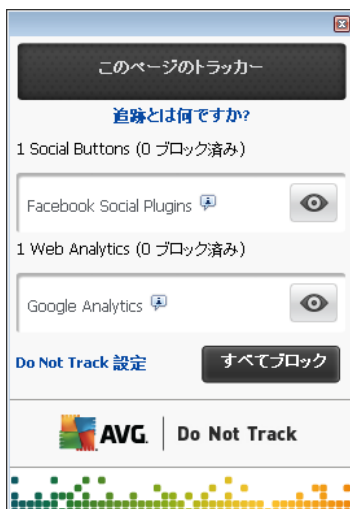 このページのトラッカー
追跡とは何ですか?
1 Social Buttons (0 ブロック済み)
Facebook Social Plugins
1 Web Analytics (0 ブロック済み)
Google Analytics
Do Not Track 設定
すべてブロック
AVG. Do Not Track